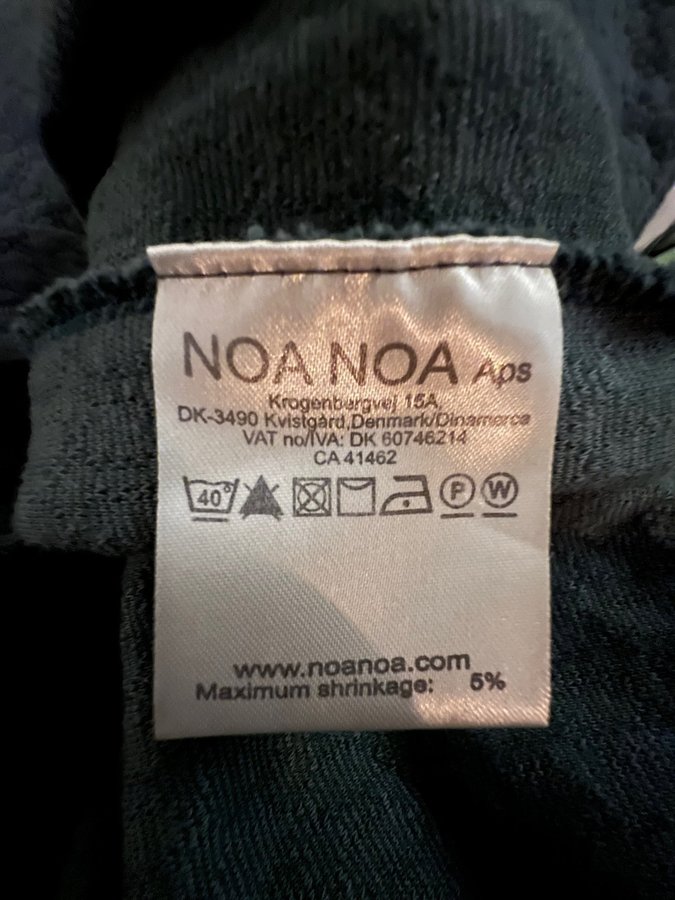 NOA NOA Aps
Krogenbergvej 15A,
DK-3490 Kvistgård,Denmark/Dinamarca
VAT no/IVA: DK 60746214
CA 41462
40° P W
www.noanoa.com
Maximum shrinkage: 5%